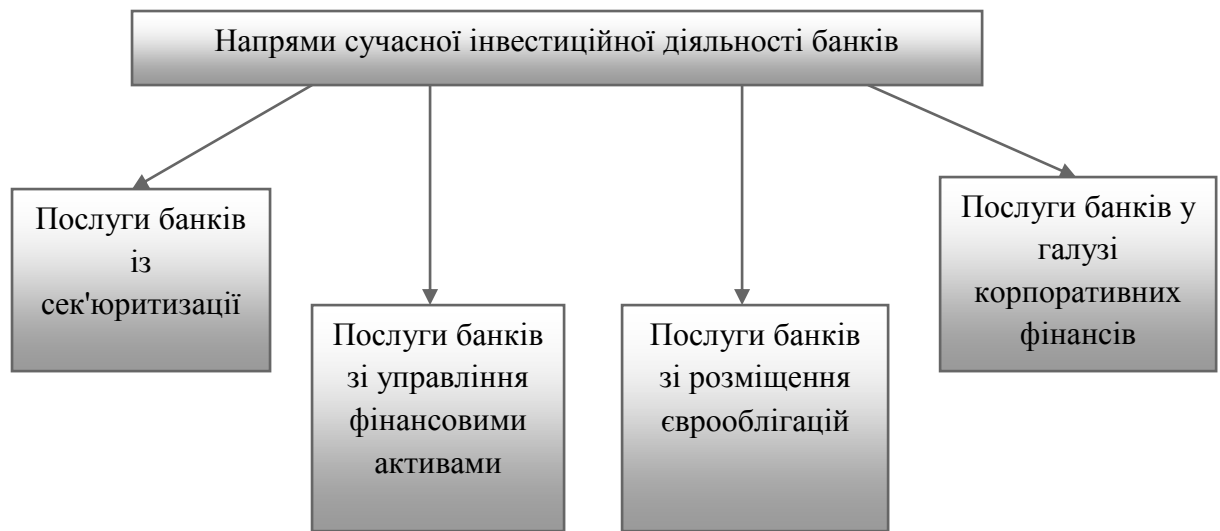 Напрями сучасної інвестиційної діяльності банків
Послуги банків
із
сек'юритизації
Послуги банків
зі управління
фінансовими
активами
Послуги банків
зі розміщення
єврооблігацій
Послуги банків у
галузі
корпоративних
фінансів